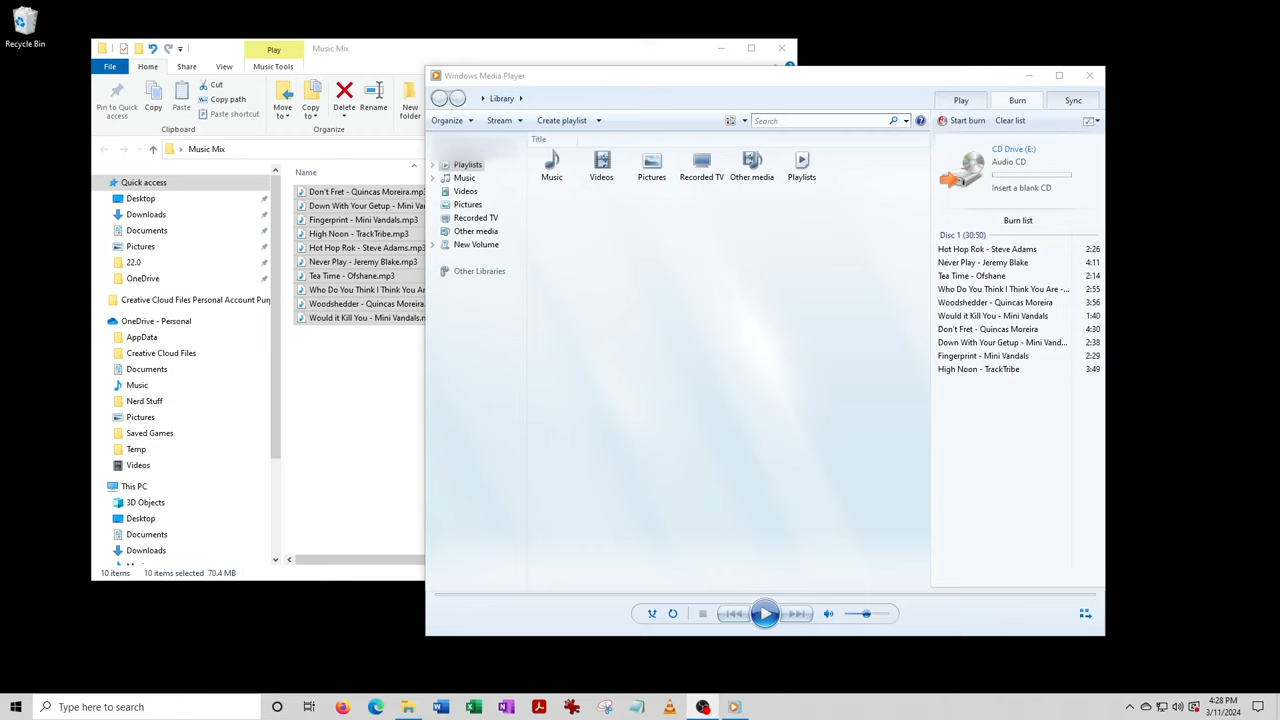 Recycle Bin
Play
Music Mix
File
Home
Share
View
Music Tools
Pin to Quick access
Copy
Paste
Cut
Copy path
Paste shortcut
Move to
Copy to
Delete
Rename
New folder
Clipboard
Organize
Music Mix
Quick access
Desktop
Downloads
Documents
Pictures
22.0
OneDrive
Creative Cloud Files Personal Account Pur
OneDrive - Personal
AppData
Creative Cloud Files
Documents
Music
Nerd Stuff
Pictures
Saved Games
Temp
Videos
This PC
3D Objects
Desktop
Documents
Downloads
Name
Don't Fret - Quincas Moreira.mp3
Down With Your Getup - Mini Van
Fingerprint - Mini Vandals.mp3
High Noon - TrackTribe.mp3
Hot Hop Rok - Steve Adams.mp3
Never Play - Jeremy Blake.mp3
Tea Time - Ofshane.mp3
Who Do You Think I Think You Are
Woodshedder - Quincas Moreira.
Would it Kill You - Mini Vandals.m
10 items
10 items selected 70.4 MB
Windows Media Player
Library
Play
Burn
Sync
Organize
Stream
Create playlist
Search
Start burn
Clear list
Playlists
Music
Videos
Pictures
Recorded TV
Other media
New Volume
Other Libraries
Title
Music
Videos
Pictures
Recorded TV
Other media
Playlists
CD Drive (E:)
Audio CD
Insert a blank CD
Burn list
Disc 1 (30:50)
Hot Hop Rok - Steve Adams 2:26
Never Play - Jeremy Blake 4:11
Tea Time - Ofshane 2:14
Who Do You Think I Think You Are -... 2:55
Woodshedder - Quincas Moreira 3:56
Would it Kill You - Mini Vandals 1:40
Don't Fret - Quincas Moreira 4:30
Down With Your Getup - Mini Vand... 2:38
Fingerprint - Mini Vandals 2:29
High Noon - TrackTribe 3:49
Type here to search
4:28 PM
3/11/2024